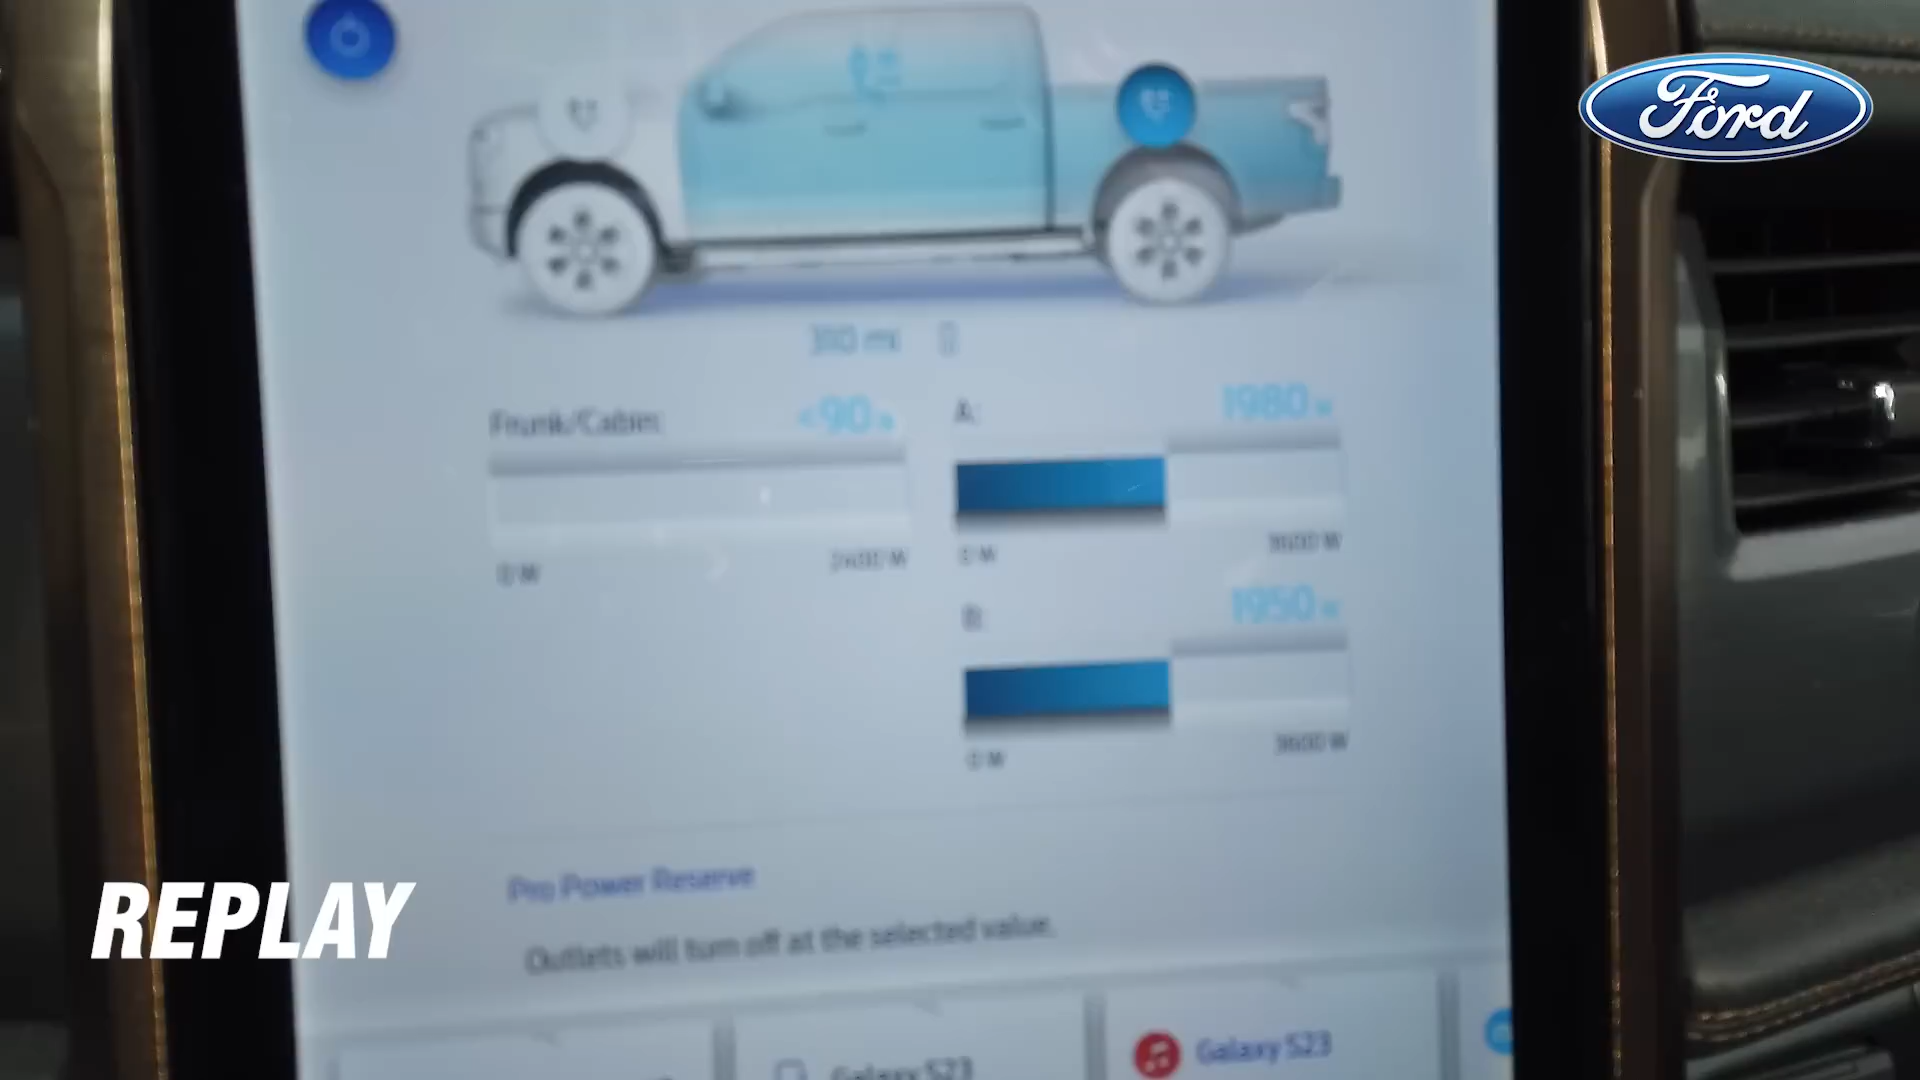 Ford
310 mi
Frunk/Cabin: <90 W
A: 1980 W
0 W 2400 W
0 W 3600 W
B: 1950 W
0 W 3600 W
Pro Power Reserve
Outlets will turn off at the selected value.
REPLAY
Galaxy S23
Galaxy S23